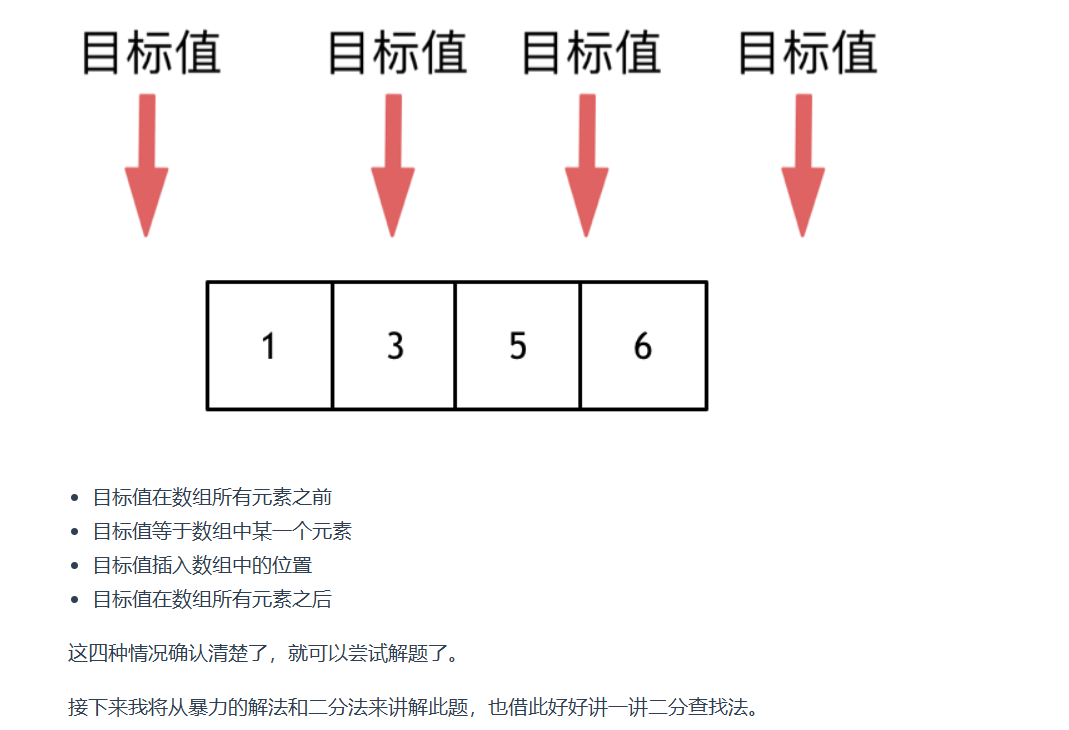 目标值 目标值 目标值 目标值
1 3 5 6
目标值在数组所有元素之前
目标值等于数组中某一个元素
目标值插入数组中的位置
目标值在数组所有元素之后
这四种情况确认清楚了，就可以尝试解题了。
接下来我将从暴力的解法和二分法来讲解此题，也借此好好讲一讲二分查找法。